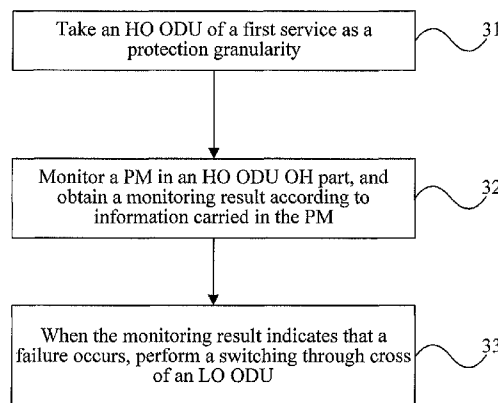 Take an HO ODU of a first service as a
protection granularity
31
Monitor a PM in an HO ODU OH part, and
obtain a monitoring result according to
information carried in the PM
32
When the monitoring result indicates that a
failure occurs, perform a switching through cross
of an LO ODU
33